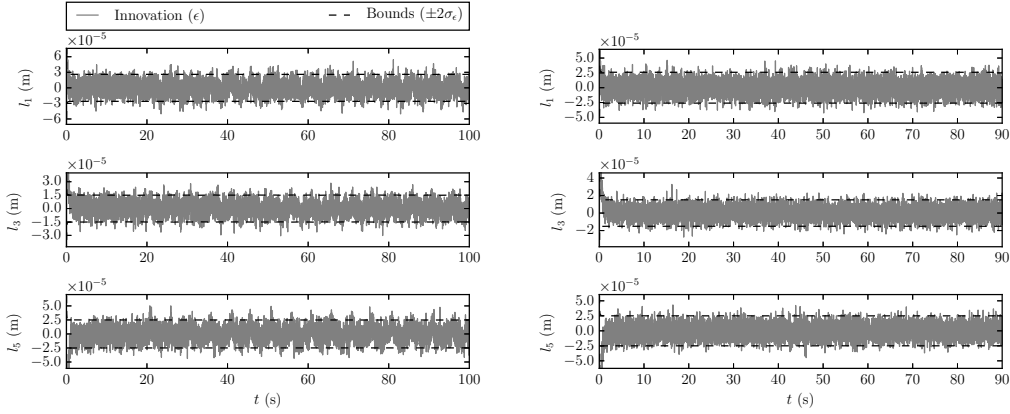 Innovation (ϵ)
Bounds (±2σϵ)
×10⁻⁵
6
3
0
−3
−6
l₁ (m)
0 20 40 60 80 100
×10⁻⁵
5.0
2.5
0.0
−2.5
−5.0
l₁ (m)
0 10 20 30 40 50 60 70 80 90
×10⁻⁵
3.0
1.5
0.0
−1.5
−3.0
l₃ (m)
0 20 40 60 80 100
×10⁻⁵
4
2
0
−2
l₃ (m)
0 10 20 30 40 50 60 70 80 90
×10⁻⁵
5.0
2.5
0.0
−2.5
−5.0
l₅ (m)
0 20 40 60 80 100
t (s)
×10⁻⁵
5.0
2.5
0.0
−2.5
−5.0
l₅ (m)
0 10 20 30 40 50 60 70 80 90
t (s)